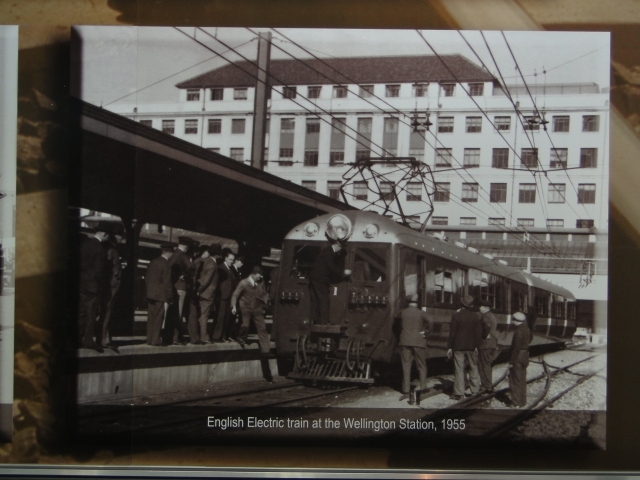 English Electric train at the Wellington Station, 1955